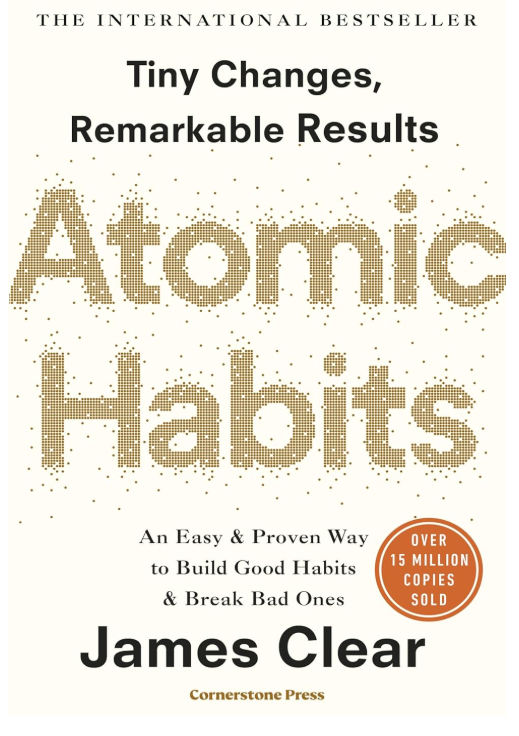 THE INTERNATIONAL BESTSELLER
Tiny Changes,
Remarkable Results
Atomic
Habits
An Easy & Proven Way
to Build Good Habits
& Break Bad Ones
OVER
15 MILLION
COPIES
SOLD
James Clear
Cornerstone Press